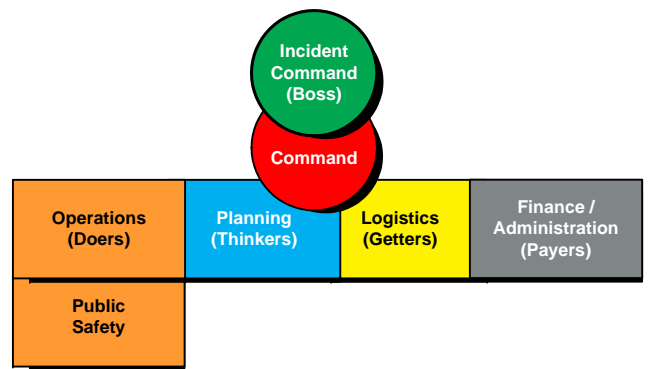 Incident
Command
(Boss)
Command
Operations
(Doers)
Planning
(Thinkers)
Logistics
(Getters)
Finance /
Administration
(Payers)
Public
Safety